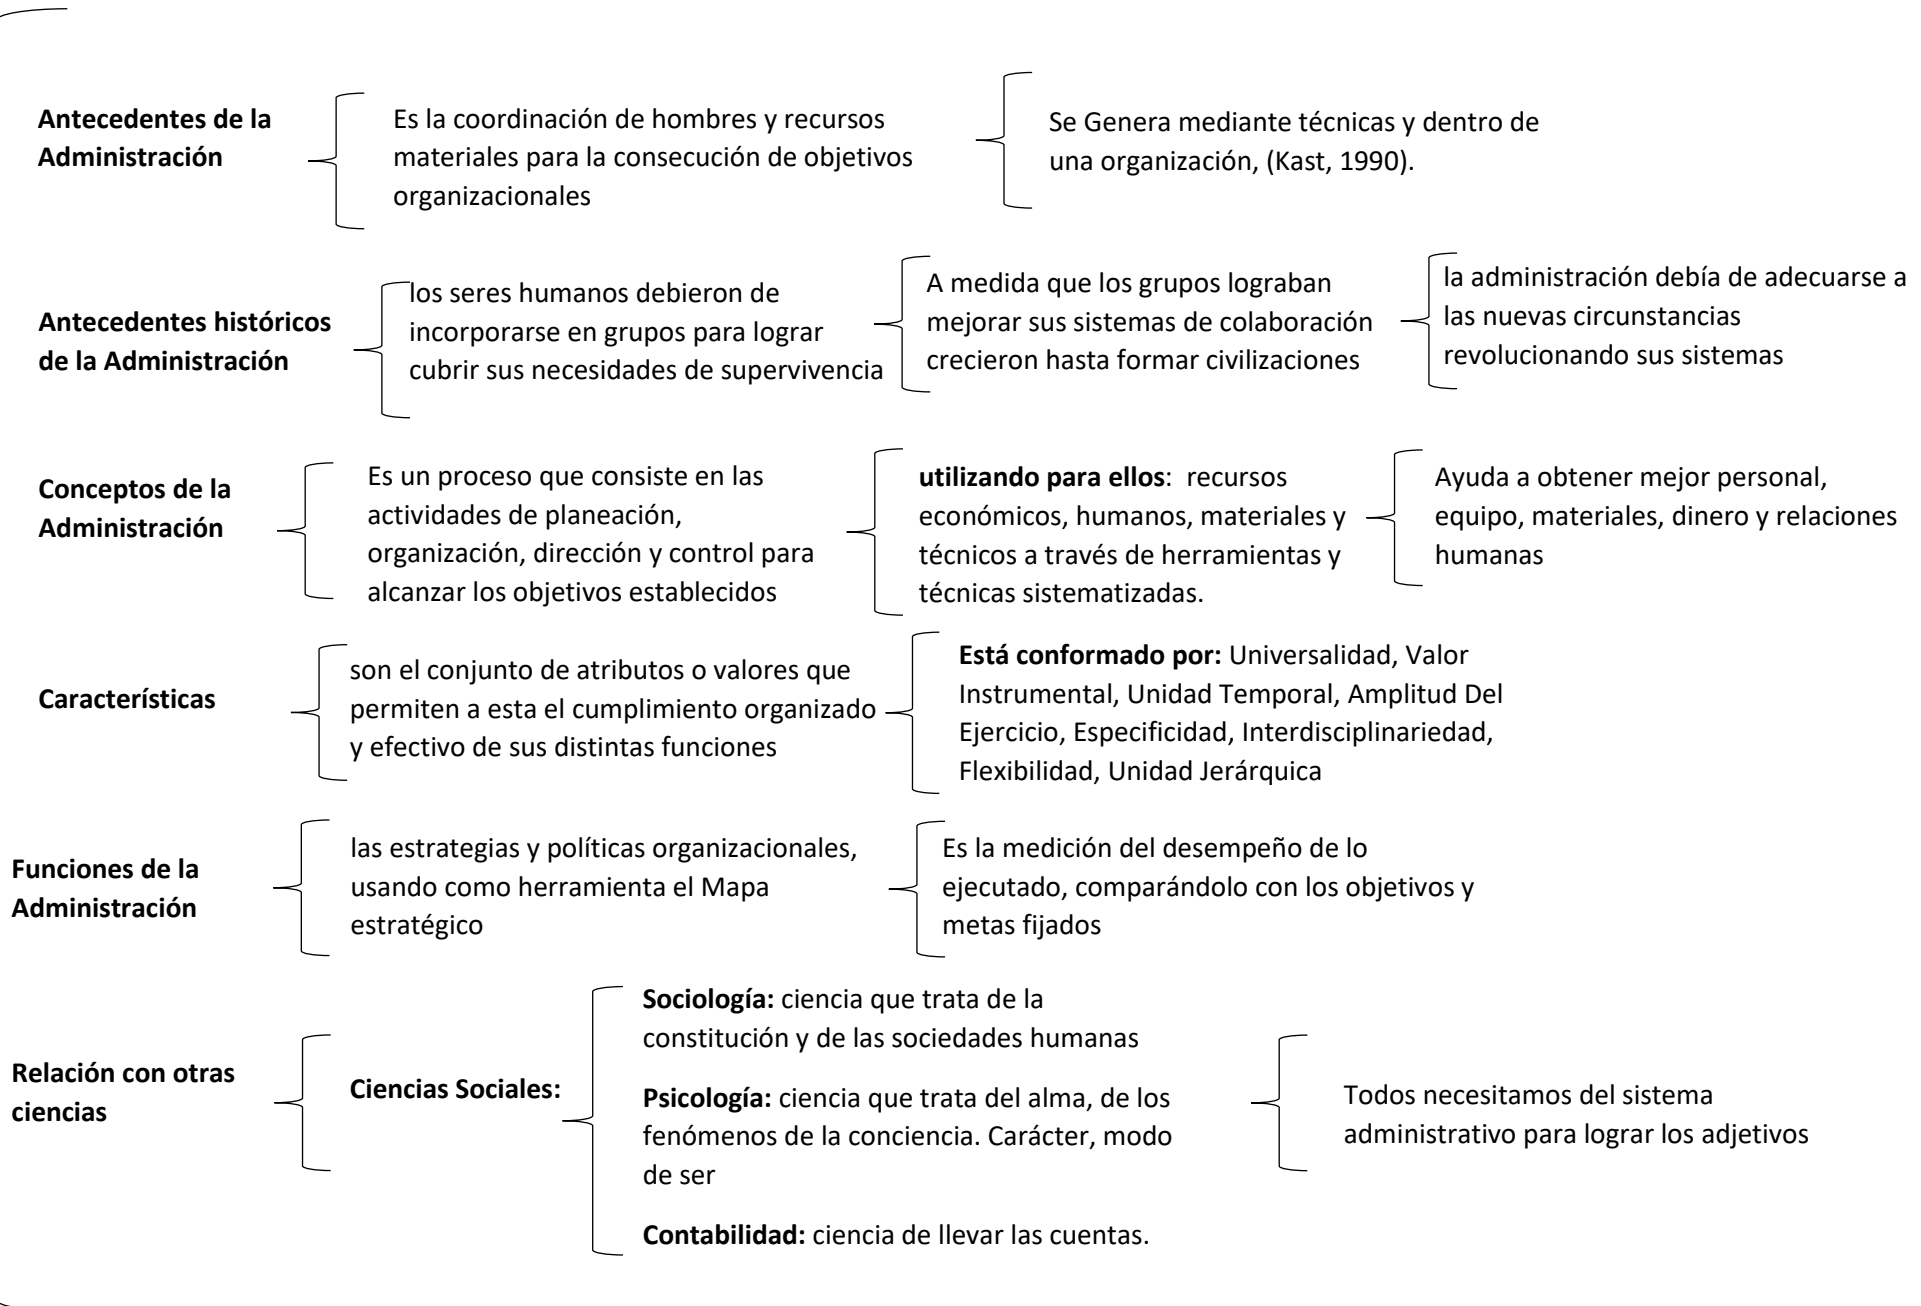 Antecedentes de la
Administración
Es la coordinación de hombres y recursos
materiales para la consecución de objetivos
organizacionales
Se Genera mediante técnicas y dentro de
una organización, (Kast, 1990).
Antecedentes históricos
de la Administración
los seres humanos debieron de
incorporarse en grupos para lograr
cubrir sus necesidades de supervivencia
A medida que los grupos lograban
mejorar sus sistemas de colaboración
crecieron hasta formar civilizaciones
la administración debía de adecuarse a
las nuevas circunstancias
revolucionando sus sistemas
Conceptos de la
Administración
Es un proceso que consiste en las
actividades de planeación,
organización, dirección y control para
alcanzar los objetivos establecidos
utilizando para ellos:  recursos
económicos, humanos, materiales y
técnicos a través de herramientas y
técnicas sistematizadas.
Ayuda a obtener mejor personal,
equipo, materiales, dinero y relaciones
humanas
Características
son el conjunto de atributos o valores que
permiten a esta el cumplimiento organizado
y efectivo de sus distintas funciones
Está conformado por: Universalidad, Valor
Instrumental, Unidad Temporal, Amplitud Del
Ejercicio, Especificidad, Interdisciplinariedad,
Flexibilidad, Unidad Jerárquica
Funciones de la
Administración
las estrategias y políticas organizacionales,
usando como herramienta el Mapa
estratégico
Es la medición del desempeño de lo
ejecutado, comparándolo con los objetivos y
metas fijados
Relación con otras
ciencias
Ciencias Sociales:
Sociología: ciencia que trata de la
constitución y de las sociedades humanas
Psicología: ciencia que trata del alma, de los
fenómenos de la conciencia. Carácter, modo
de ser
Contabilidad: ciencia de llevar las cuentas.
Todos necesitamos del sistema
administrativo para lograr los adjetivos